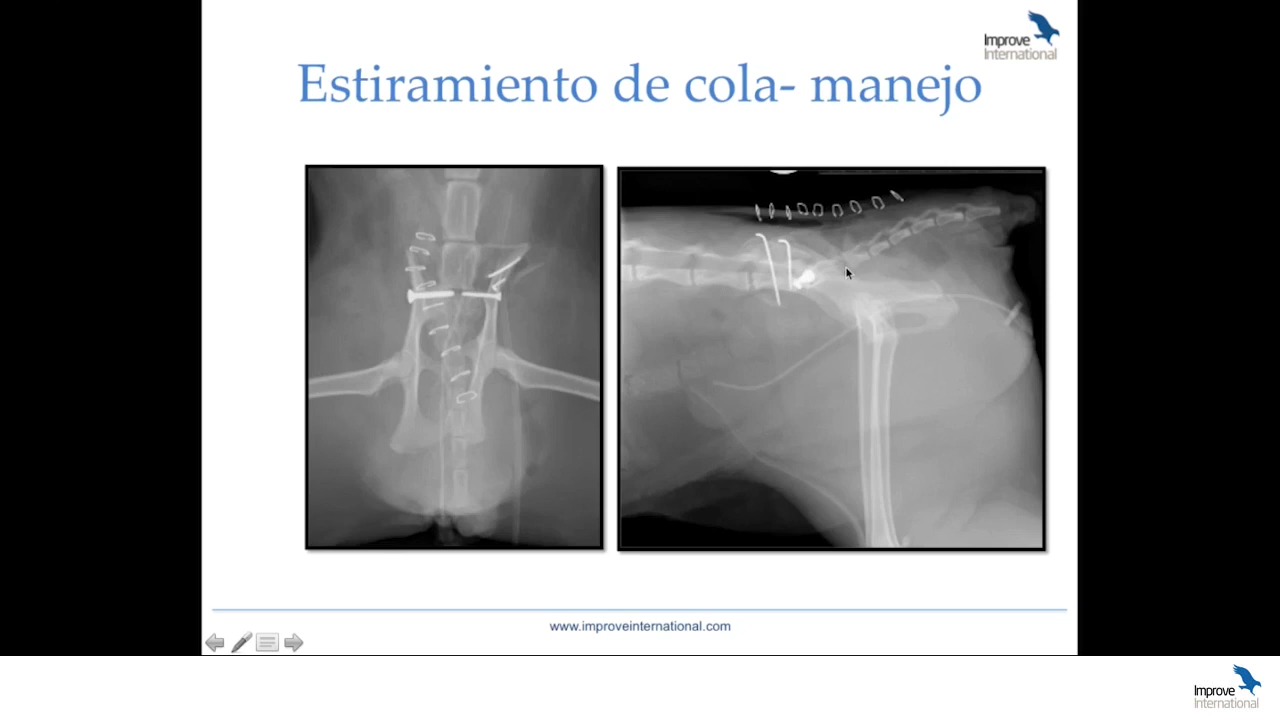 Improve
International
Estiramiento de cola- manejo
www.improveinternational.com
Improve
International